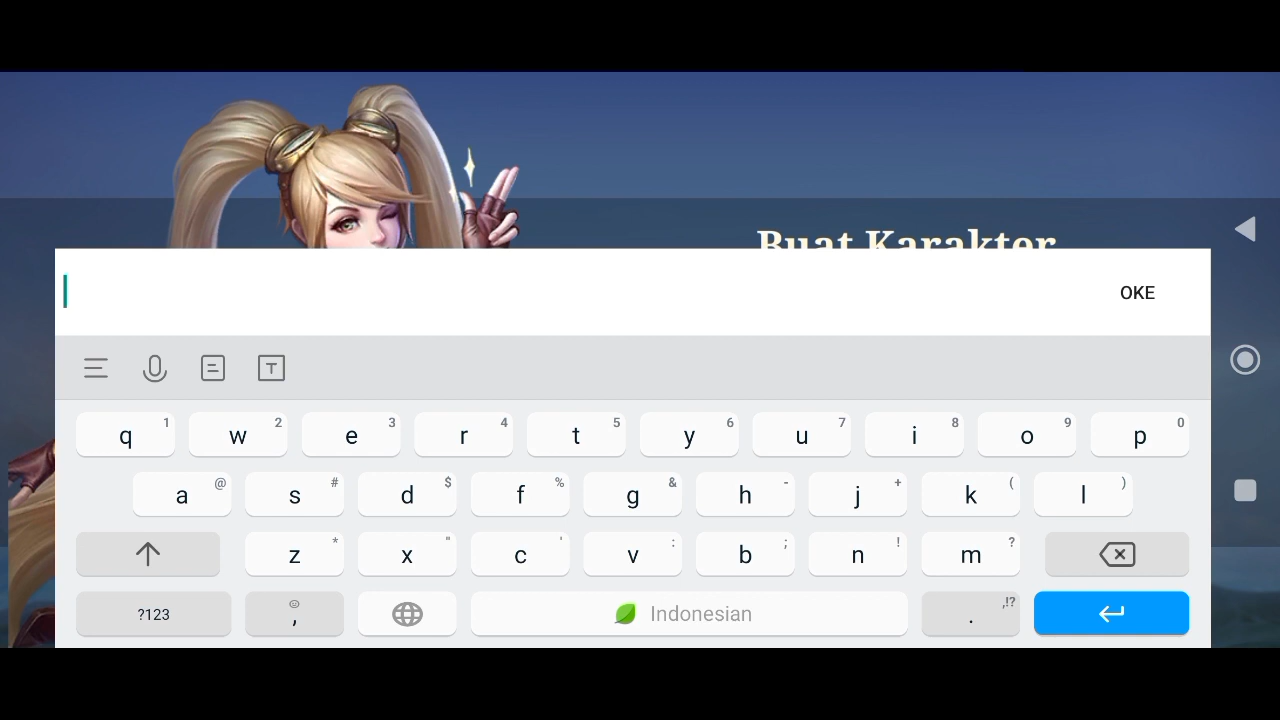 Buat Karakter
OKE
T
q 1 w 2 e 3 r 4 t 5 y 6 u 7 i 8 o 9 p 0
a @ s # d $ f % g & h - j + k ( l )
z * x " c ' v : b ; n ! m ?
?123 , Indonesian . ,!?